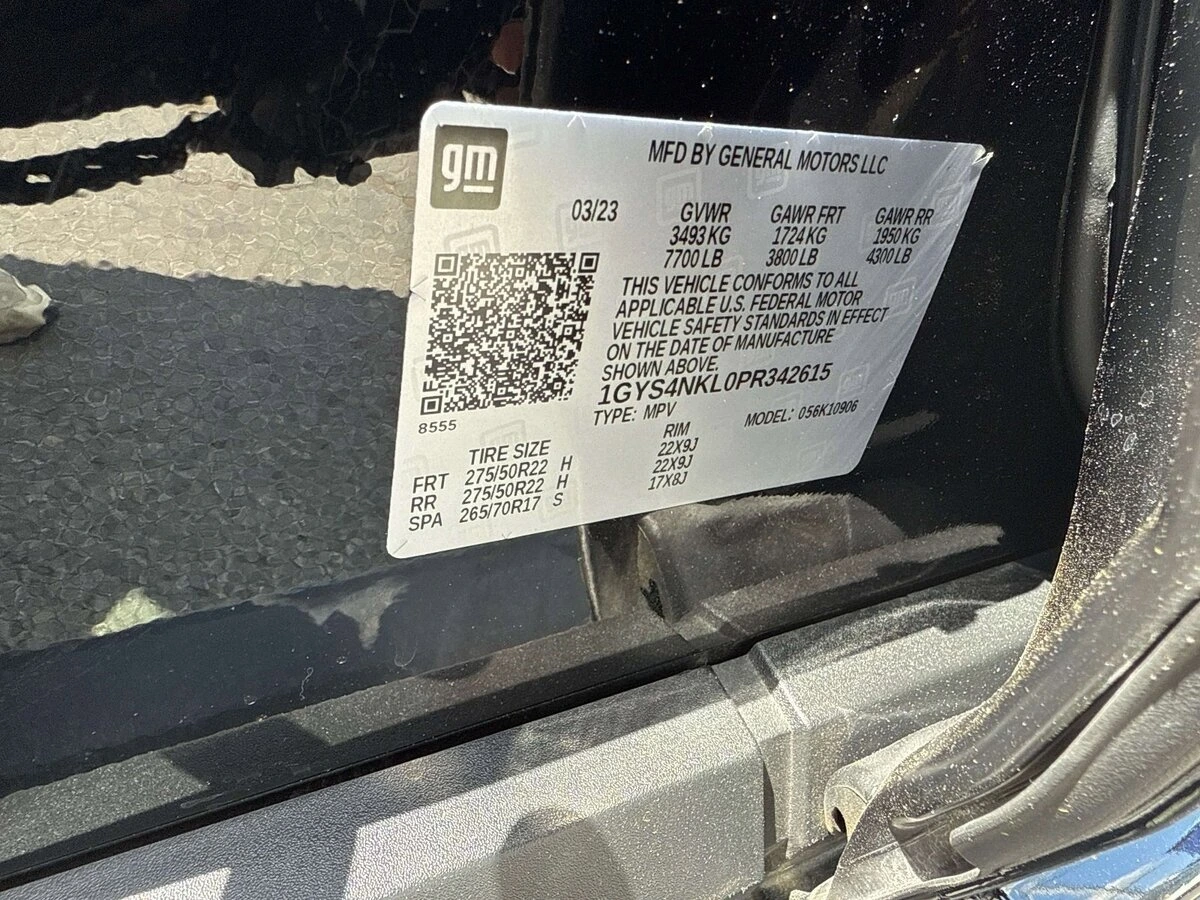 gm
MFD BY GENERAL MOTORS LLC
03/23 GVWR GAWR FRT GAWR RR
3493 KG 1724 KG 1950 KG
7700 LB 3800 LB 4300 LB
THIS VEHICLE CONFORMS TO ALL
APPLICABLE U.S. FEDERAL MOTOR
VEHICLE SAFETY STANDARDS IN EFFECT
ON THE DATE OF MANUFACTURE
SHOWN ABOVE.
1GYS4NKL0PR342615
8555
TYPE: MPV MODEL: 056K10906
TIRE SIZE RIM
FRT 275/50R22 H 22X9J
RR 275/50R22 H 22X9J
SPA 265/70R17 S 17X8J